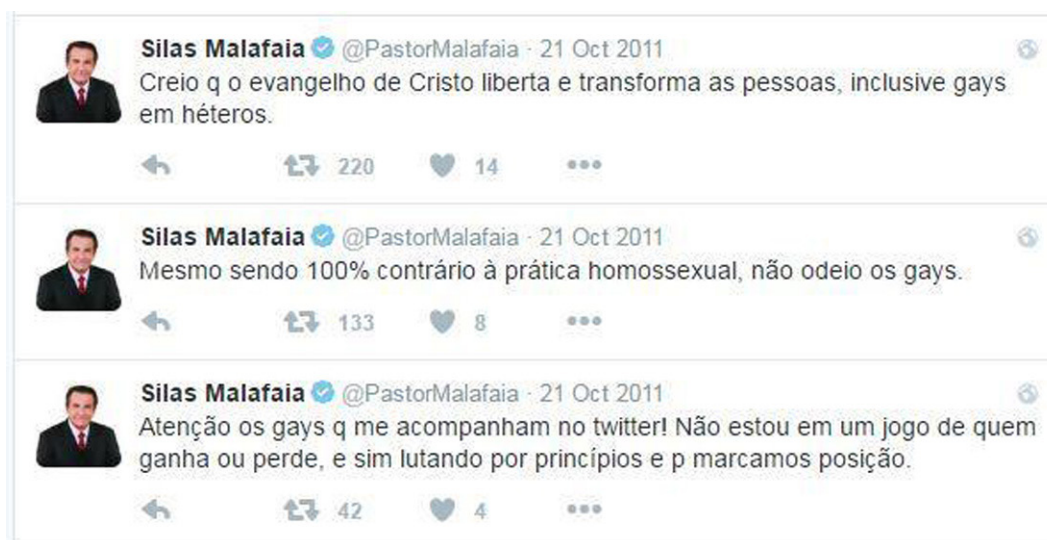 Silas Malafaia @PastorMalafaia · 21 Oct 2011
Creio q o evangelho de Cristo liberta e transforma as pessoas, inclusive gays
em héteros.
220 14
Silas Malafaia @PastorMalafaia · 21 Oct 2011
Mesmo sendo 100% contrário à prática homossexual, não odeio os gays.
133 8
Silas Malafaia @PastorMalafaia · 21 Oct 2011
Atenção os gays q me acompanham no twitter! Não estou em um jogo de quem
ganha ou perde, e sim lutando por princípios e p marcamos posição.
42 4